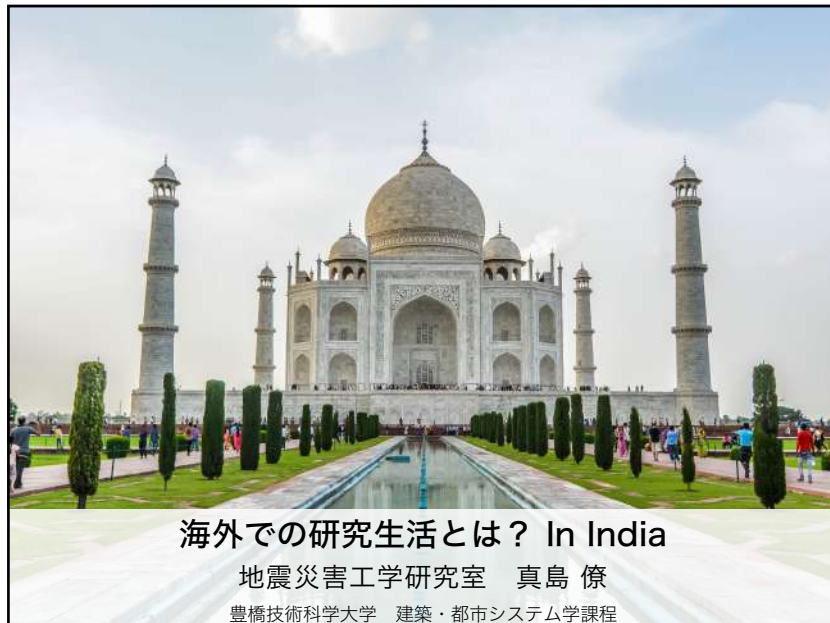 海外での研究生活とは？ In India
地震災害工学研究室　真島 僚
豊橋技術科学大学　建築・都市システム学課程